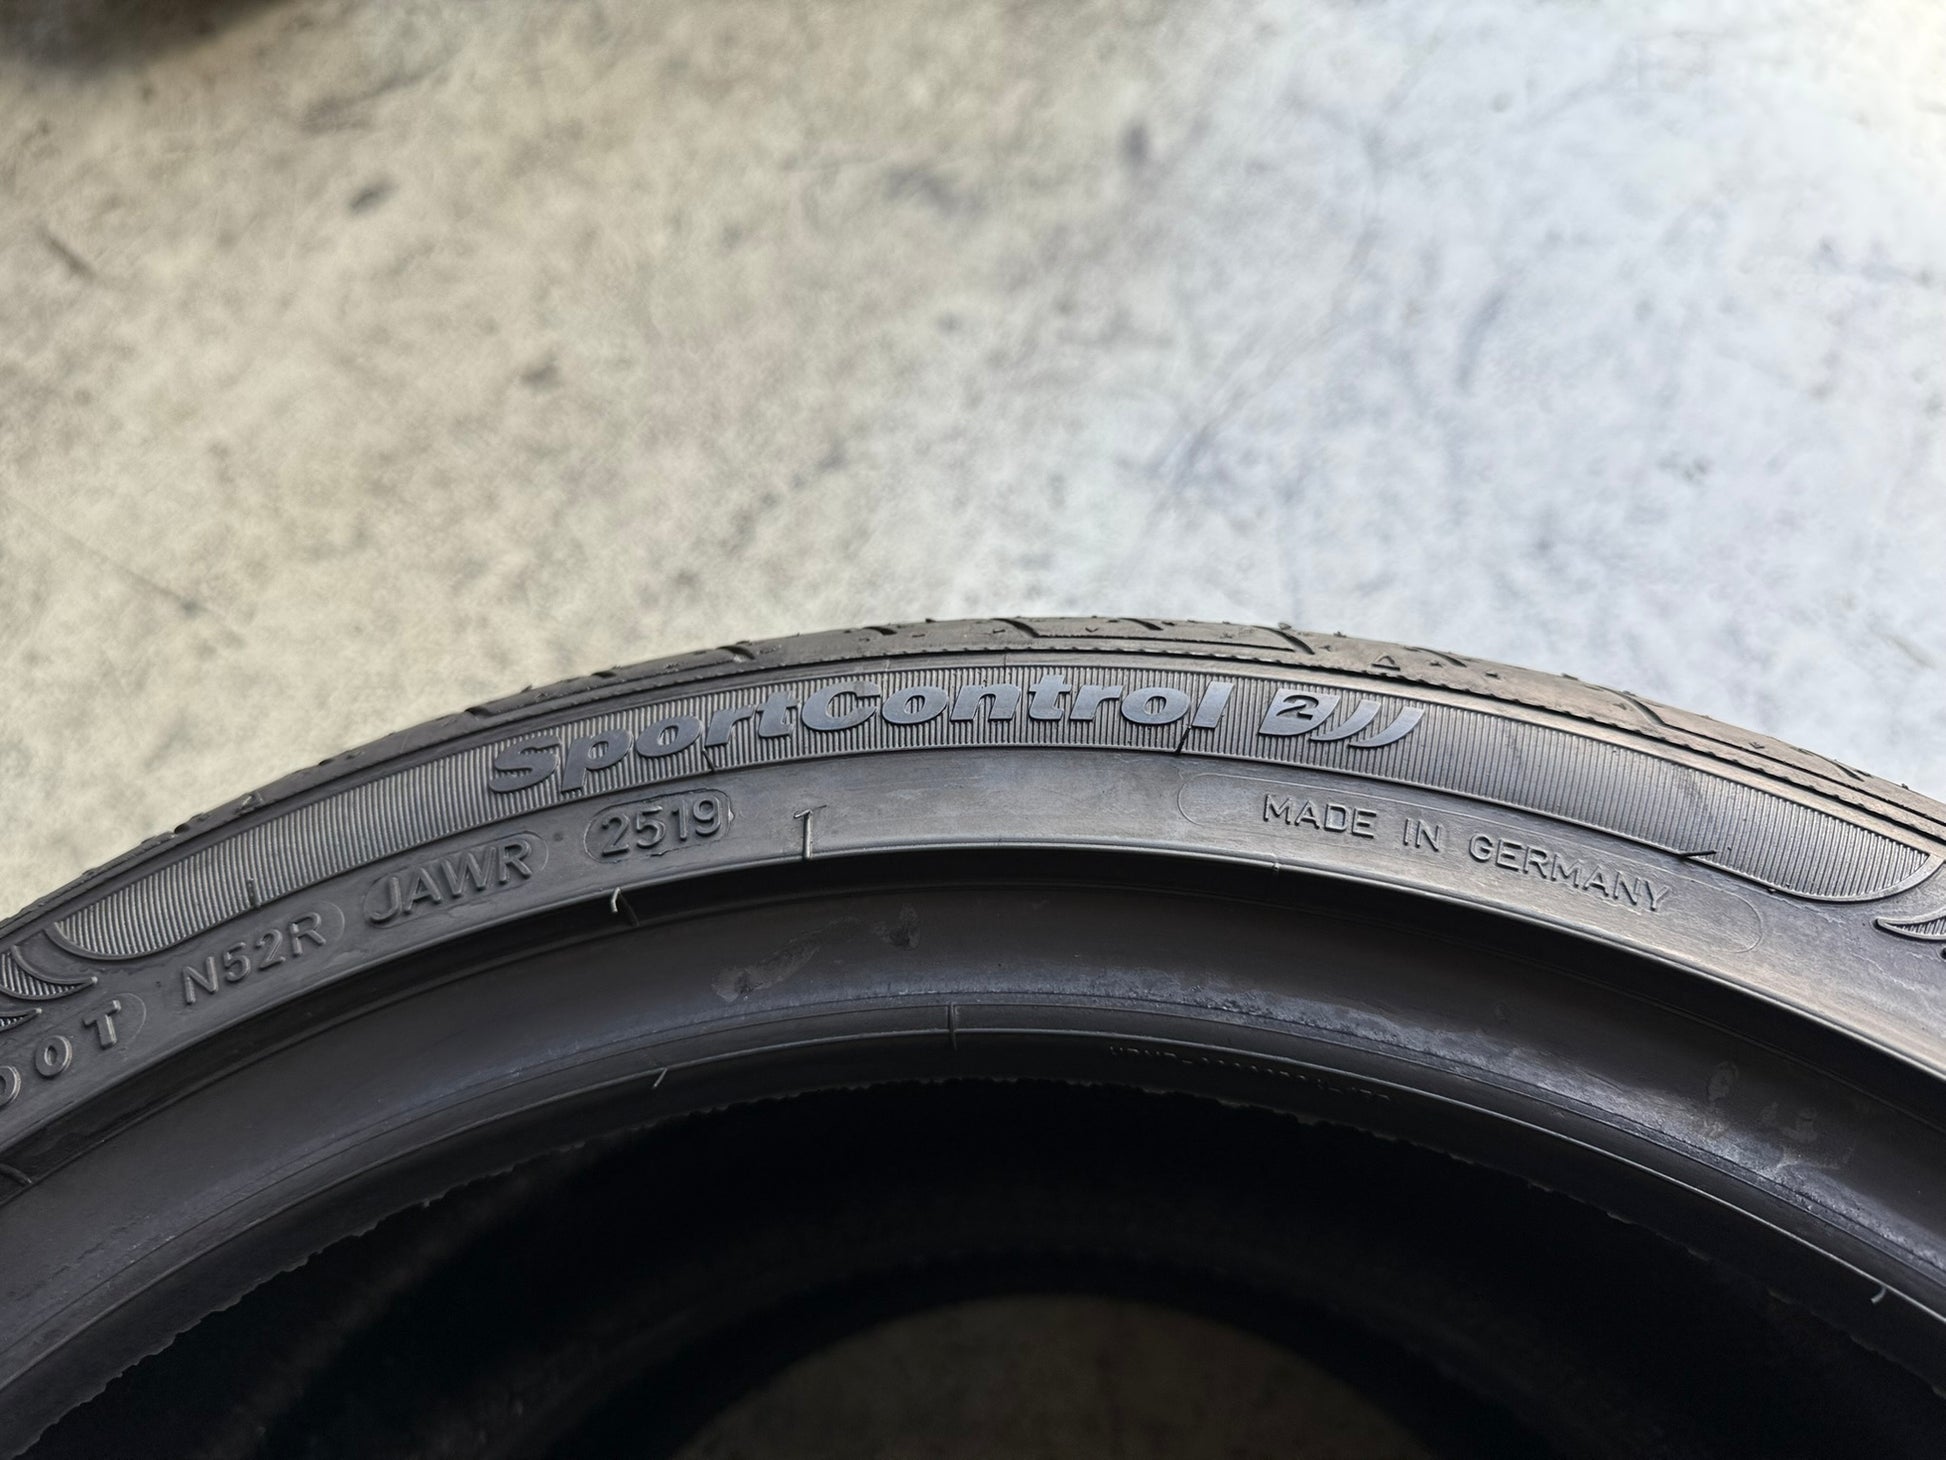 SportControl 2
DOT N52R JAWR 2519
MADE IN GERMANY